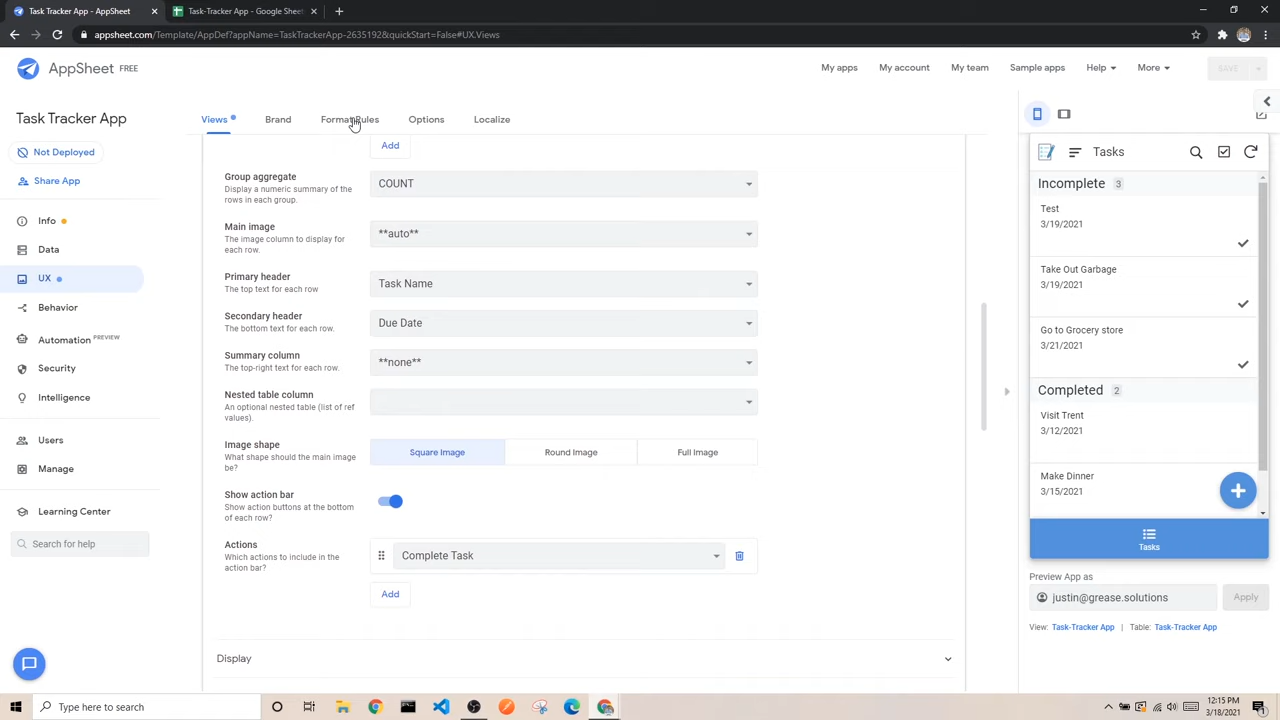 Task Tracker App
Task-Tracker App - Google Sheet
appsheet.com/Template/AppDef?appName=TaskTrackerApp-2635192&quickStart=False#UX.Views
AppSheet FREE
My apps
My account
My team
Sample apps
Help
More
SAVE
Task Tracker App
Not Deployed
Share App
Info
Data
UX
Behavior
Automation PREVIEW
Security
Intelligence
Users
Manage
Learning Center
Search for help
Views
Brand
Format Rules
Options
Localize
Add
Group aggregate
Display a numeric summary of the
rows in each group.
COUNT
Main image
The image column to display for
each row.
**auto**
Primary header
The top text for each row
Task Name
Secondary header
The bottom text for each row.
Due Date
Summary column
The top-right text for each row.
**none**
Nested table column
An optional nested table (list of ref
values).
Image shape
What shape should the main image
be?
Square Image
Round Image
Full Image
Show action bar
Show action buttons at the bottom
of each row?
Actions
Which actions to include in the
action bar?
Complete Task
Add
Display
Tasks
Incomplete 3
Test
3/19/2021
Take Out Garbage
3/19/2021
Go to Grocery store
3/21/2021
Completed 2
Visit Trent
3/12/2021
Make Dinner
3/15/2021
Tasks
Preview App as
justin@grease.solutions
Apply
View: Task-Tracker App | Table: Task-Tracker App
Type here to search
12:15 PM
3/18/2021